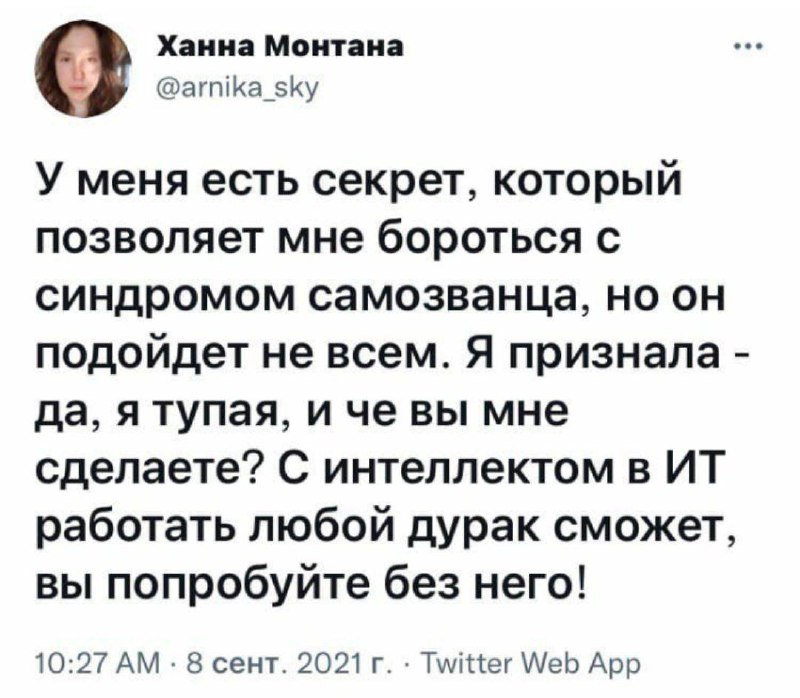 Ханна Монтана
@arnika_sky
У меня есть секрет, который
позволяет мне бороться с
синдромом самозванца, но он
подойдет не всем. Я признала -
да, я тупая, и че вы мне
сделаете? С интеллектом в ИТ
работать любой дурак сможет,
вы попробуйте без него!
10:27 AM · 8 сент. 2021 г. · Twitter Web App